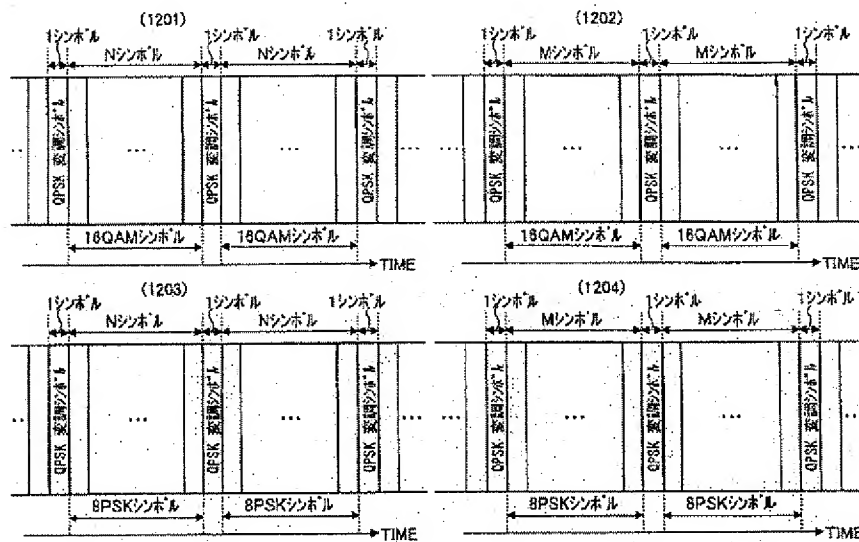 (1201)
1シンボル
Nシンボル
1シンボル
Nシンボル
1シンボル
QPSK 変調シンボル
...
QPSK 変調シンボル
...
QPSK 変調シンボル
...
16QAMシンボル
16QAMシンボル
TIME
(1202)
1シンボル
Mシンボル
1シンボル
Mシンボル
1シンボル
...
QPSK 変調シンボル
...
QPSK 変調シンボル
...
QPSK 変調シンボル
...
16QAMシンボル
16QAMシンボル
TIME
(1203)
1シンボル
Nシンボル
1シンボル
Nシンボル
1シンボル
QPSK 変調シンボル
...
QPSK 変調シンボル
...
QPSK 変調シンボル
...
8PSKシンボル
8PSKシンボル
TIME
(1204)
1シンボル
Mシンボル
1シンボル
Mシンボル
1シンボル
...
QPSK 変調シンボル
...
QPSK 変調シンボル
...
QPSK 変調シンボル
...
8PSKシンボル
8PSKシンボル
TIME